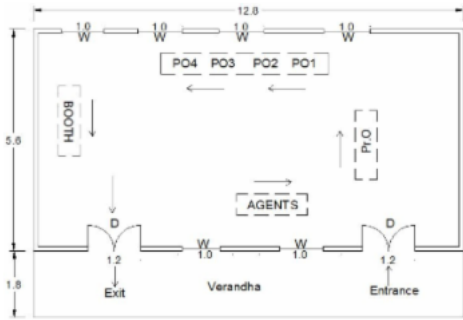 12.8
1.0 1.0 1.0 1.0
W W W W
PO4 PO3 PO2 PO1
BOOTH
Pr.O
5.6
AGENTS
D W W D
1.2 1.0 1.0 1.2
1.8
Exit Verandha Entrance